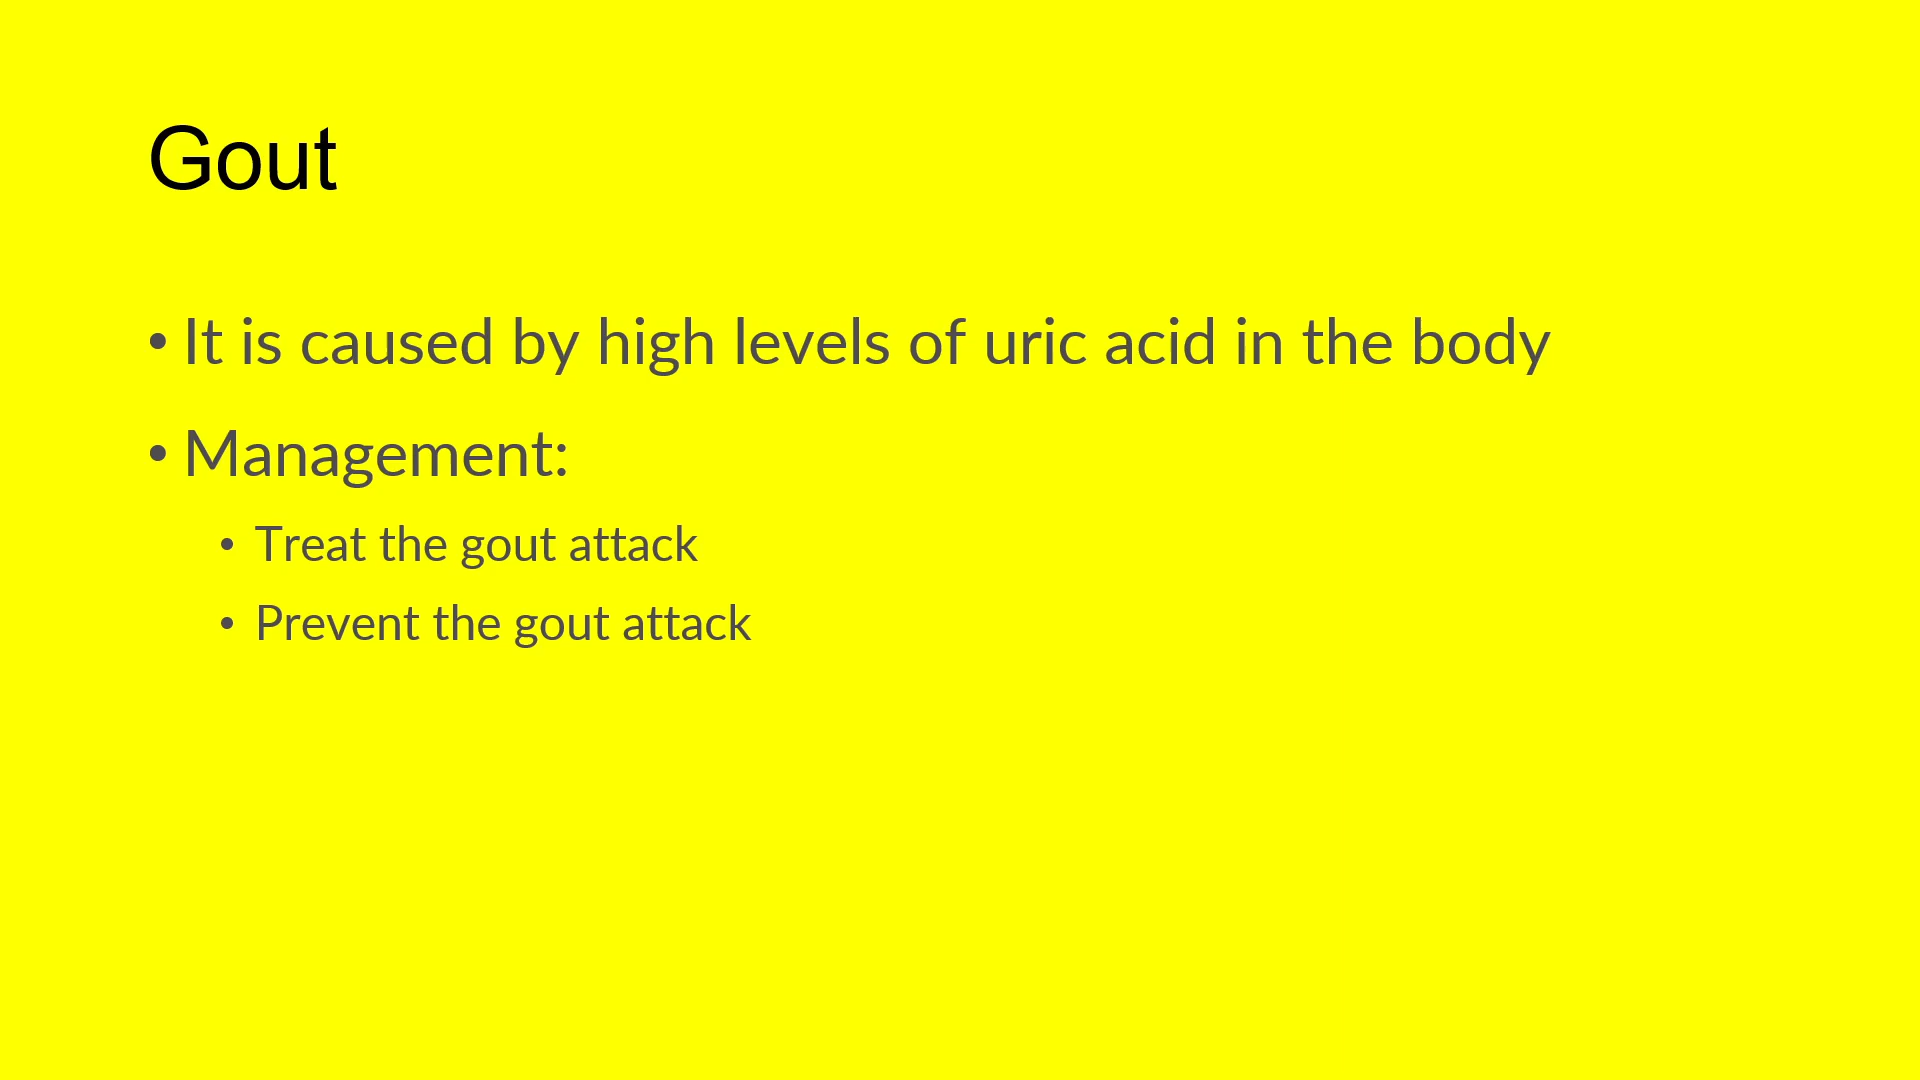 Gout
• It is caused by high levels of uric acid in the body
• Management:
• Treat the gout attack
• Prevent the gout attack